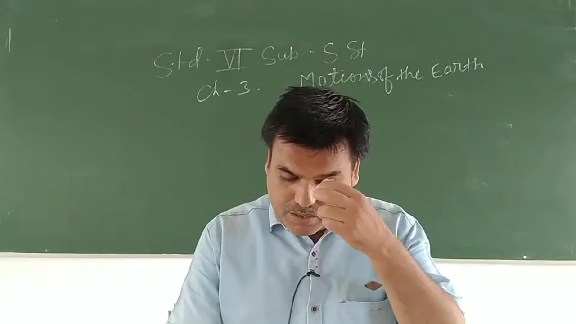 Std - VI Sub - S.St
Ch - 3. Motions of the Earth